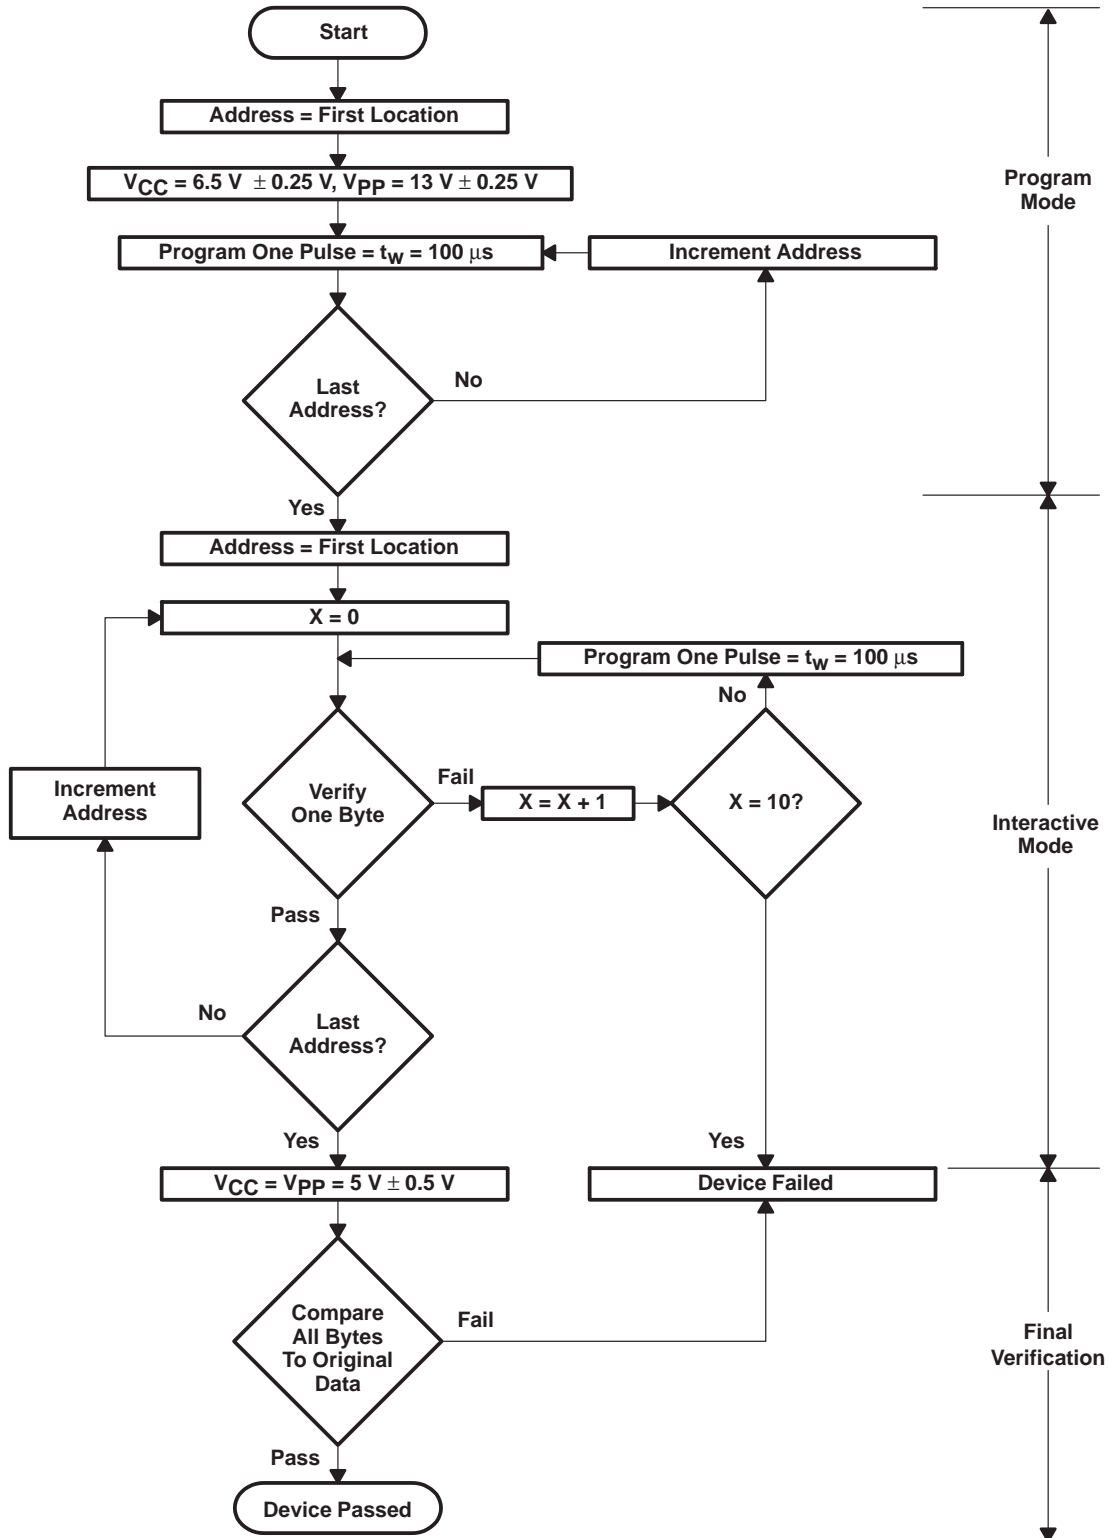 Start
Address = First Location
VCC = 6.5 V ± 0.25 V, VPP = 13 V ± 0.25 V
Program
Mode
Program One Pulse = tw = 100 μs
Increment Address
Last
Address?
No
Yes
Address = First Location
X = 0
Program One Pulse = tw = 100 μs
No
Increment
Address
Verify
One Byte
Fail
X = X + 1
X = 10?
Interactive
Mode
Pass
No
Last
Address?
Yes
Yes
VCC = VPP = 5 V ± 0.5 V
Device Failed
Compare
All Bytes
To Original
Data
Fail
Final
Verification
Pass
Device Passed